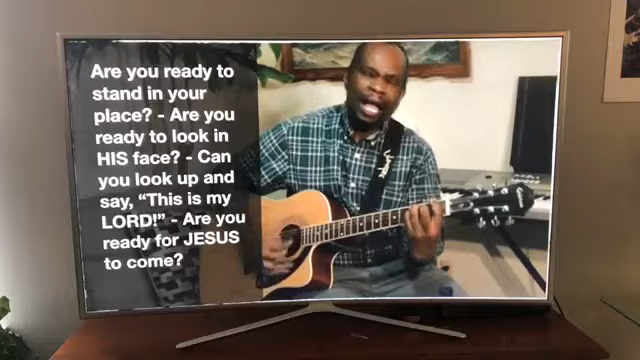 Are you ready to
stand in your
place? - Are you
ready to look in
HIS face? - Can
you look up and
say, “This is my
LORD!” - Are you
ready for JESUS
to come?